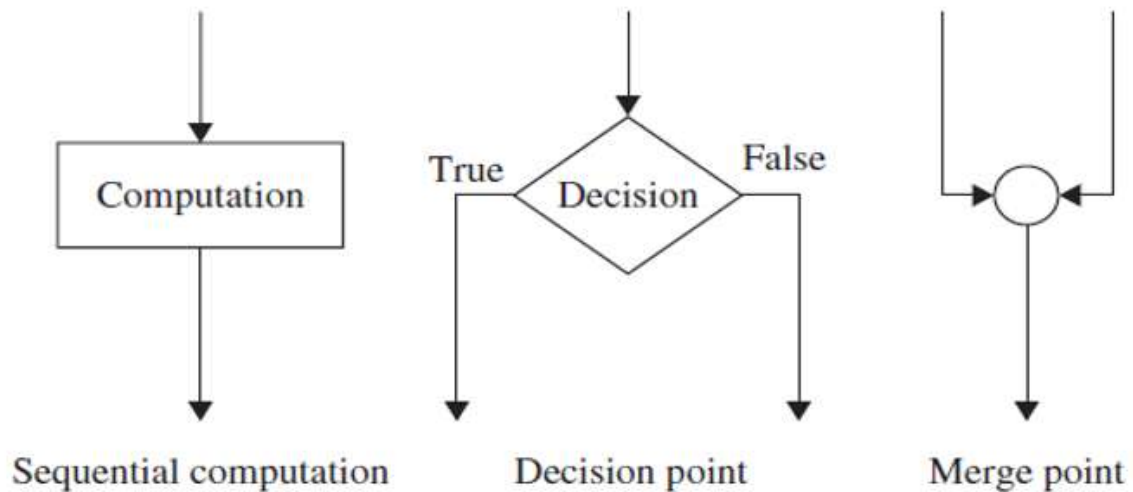 True
False
Computation
Decision
Sequential computation
Decision point
Merge point